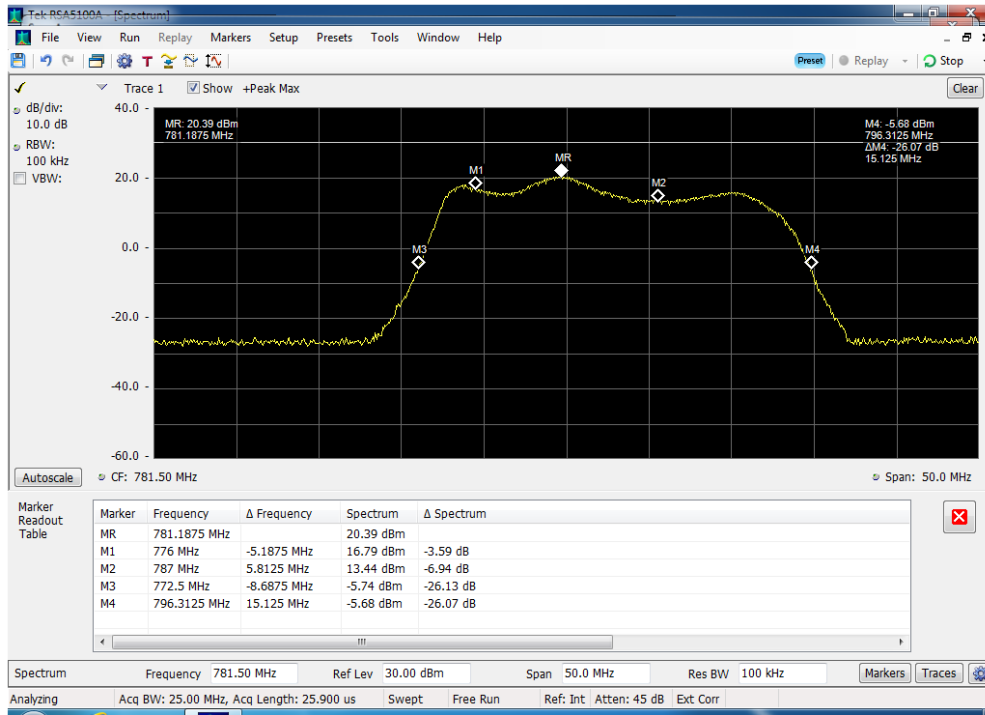 Tek RSA5100A - [Spectrum]
File View Run Replay Markers Setup Presets Tools Window Help
T Preset Replay Stop
Trace 1 Show +Peak Max Clear
dB/div:
10.0 dB
RBW:
100 kHz
VBW:
40.0
20.0
0.0
-20.0
-40.0
-60.0
MR: 20.39 dBm
781.1875 MHz
M4: -5.68 dBm
796.3125 MHz
ΔM4: -26.07 dB
15.125 MHz
MR
M1
M2
M3
M4
Autoscale CF: 781.50 MHz Span: 50.0 MHz
Marker
Readout
Table
Marker Frequency Δ Frequency Spectrum Δ Spectrum
MR 781.1875 MHz 20.39 dBm
M1 776 MHz -5.1875 MHz 16.79 dBm -3.59 dB
M2 787 MHz 5.8125 MHz 13.44 dBm -6.94 dB
M3 772.5 MHz -8.6875 MHz -5.74 dBm -26.13 dB
M4 796.3125 MHz 15.125 MHz -5.68 dBm -26.07 dB
Spectrum Frequency 781.50 MHz Ref Lev 30.00 dBm Span 50.0 MHz Res BW 100 kHz Markers Traces
Analyzing Acq BW: 25.00 MHz, Acq Length: 25.900 us Swept Free Run Ref: Int Atten: 45 dB Ext Corr